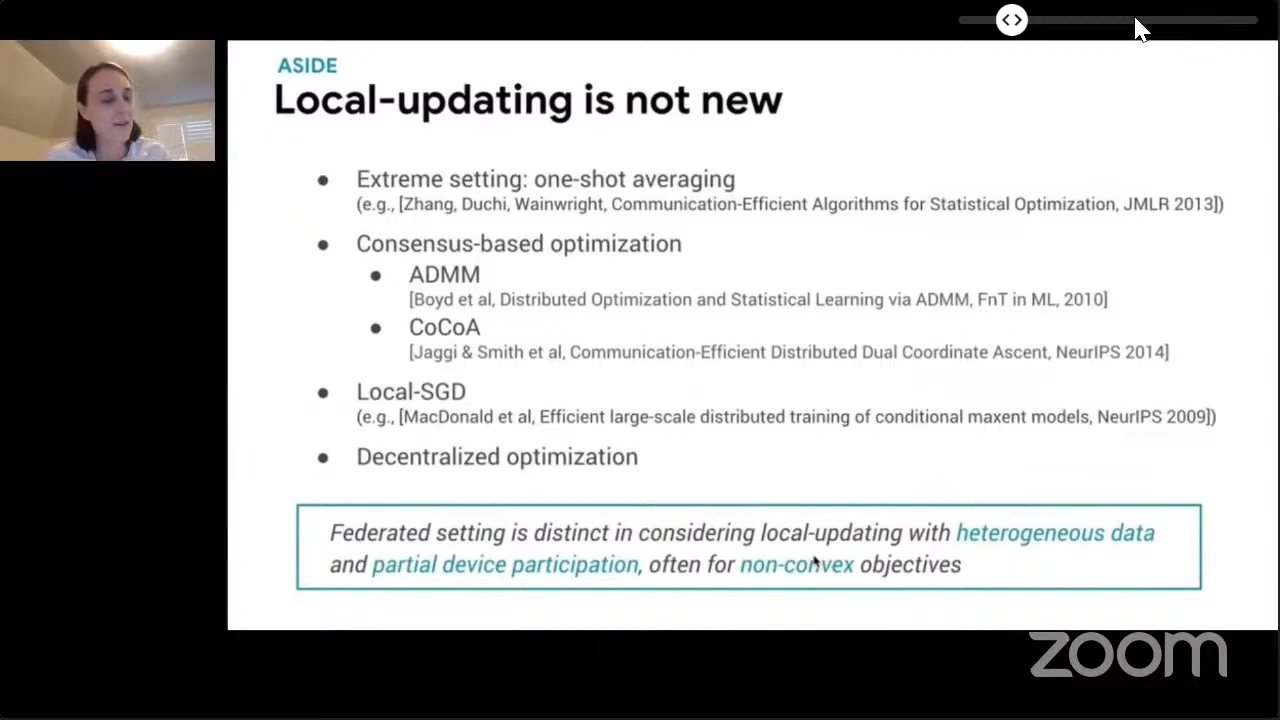 ASIDE
Local-updating is not new
● Extreme setting: one-shot averaging
(e.g., [Zhang, Duchi, Wainwright, Communication-Efficient Algorithms for Statistical Optimization, JMLR 2013])
● Consensus-based optimization
● ADMM
[Boyd et al, Distributed Optimization and Statistical Learning via ADMM, FnT in ML, 2010]
● CoCoA
[Jaggi & Smith et al, Communication-Efficient Distributed Dual Coordinate Ascent, NeurIPS 2014]
● Local-SGD
(e.g., [MacDonald et al, Efficient large-scale distributed training of conditional maxent models, NeurIPS 2009])
● Decentralized optimization
Federated setting is distinct in considering local-updating with heterogeneous data
and partial device participation, often for non-convex objectives
zoom